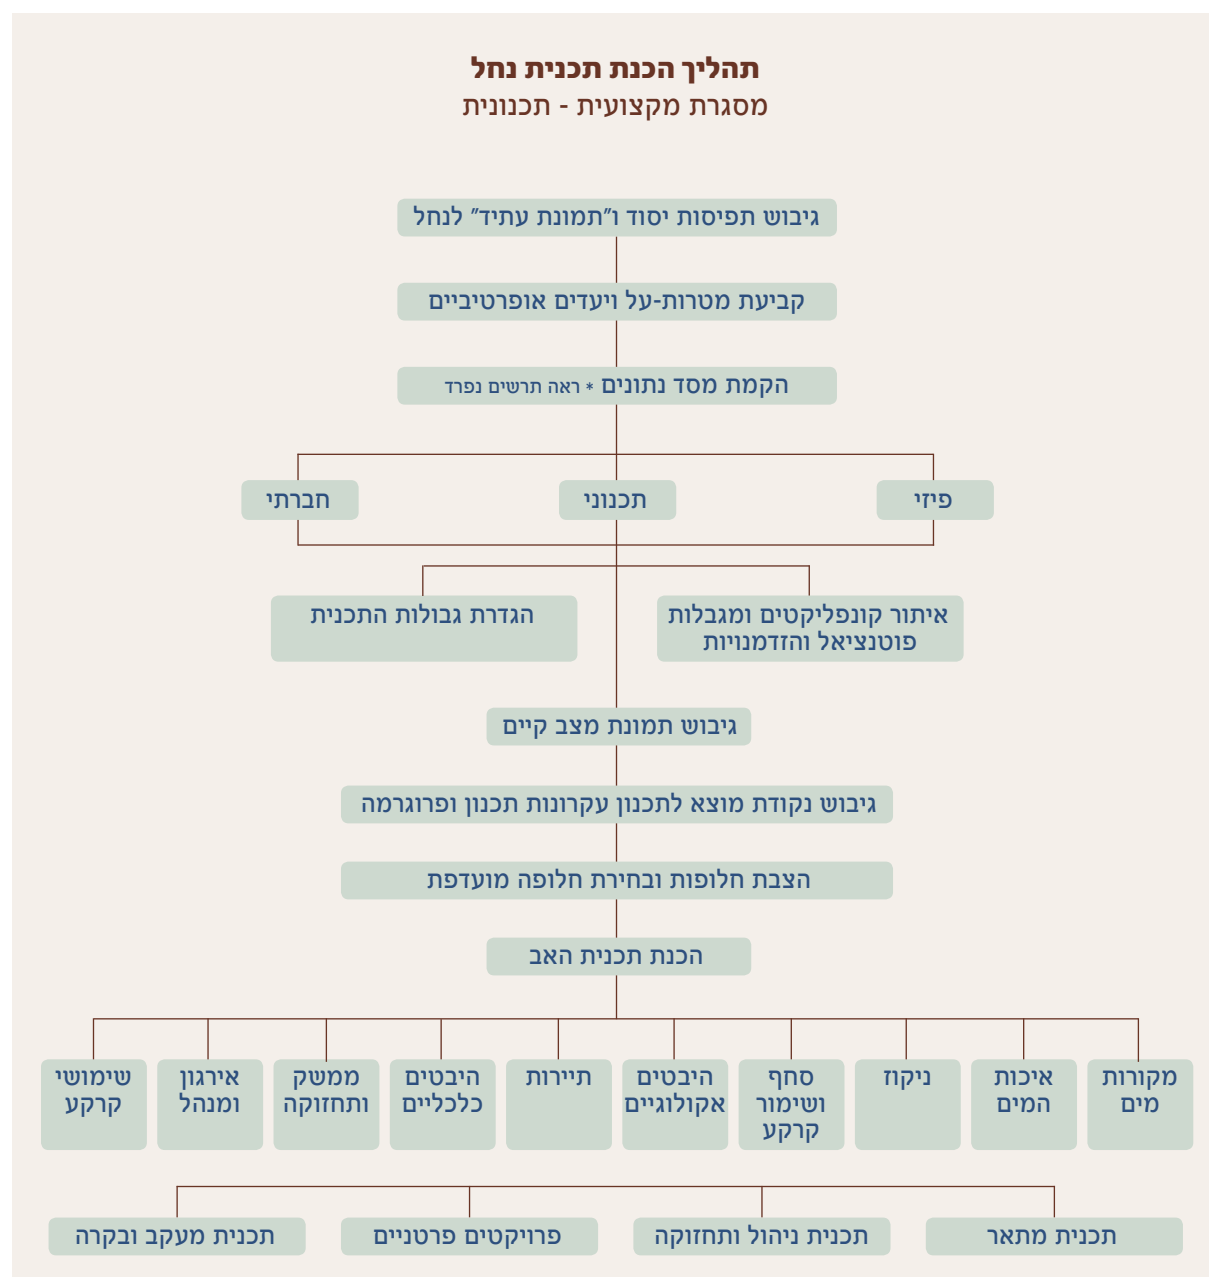 תהליך הכנת תכנית נחל
מסגרת מקצועית - תכנונית
גיבוש תפיסות יסוד ו"תמונת עתיד" לנחל
קביעת מטרות-על ויעדים אופרטיביים
הקמת מסד נתונים * ראה תרשים נפרד
פיזי
תכנוני
חברתי
איתור קונפליקטים ומגבלות
פוטנציאל והזדמנויות
הגדרת גבולות התכנית
גיבוש תמונת מצב קיים
גיבוש נקודת מוצא לתכנון עקרונות תכנון ופרוגרמה
הצבת חלופות ובחירת חלופה מועדפת
הכנת תכנית האב
מקורות
מים
איכות
המים
ניקוז
סחף
ושימור
קרקע
היבטים
אקולוגיים
תיירות
היבטים
כלכליים
ממשק
ותחזוקה
אירגון
ומנהל
שימושי
קרקע
תכנית מתאר
תכנית ניהול ותחזוקה
פרויקטים פרטניים
תכנית מעקב ובקרה